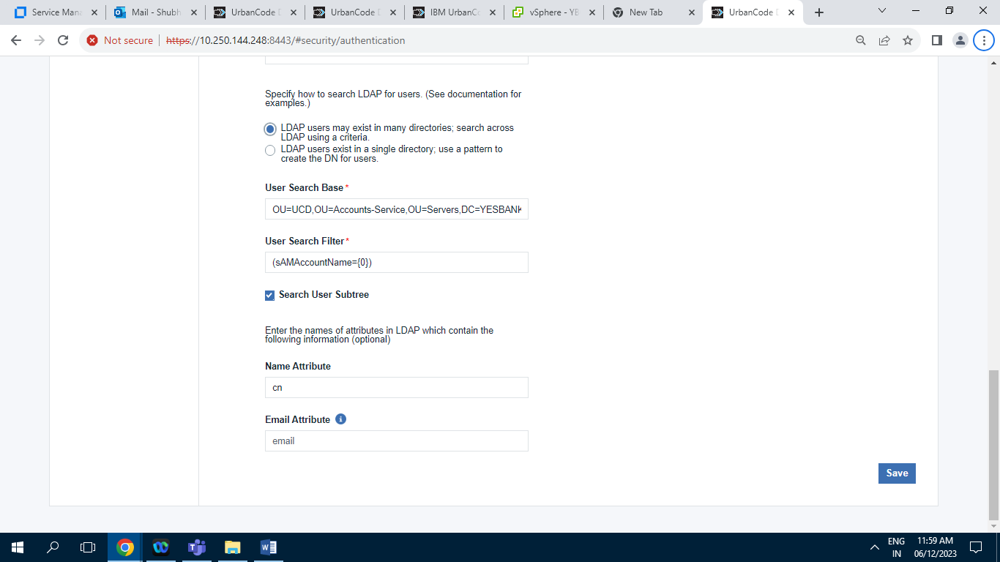 Service Mana
Mail - Shubh
UrbanCode D
UrbanCode D
IBM UrbanCo
vSphere - YB
New Tab
UrbanCode D
Not secure
https://10.250.144.248:8443/#security/authentication
Specify how to search LDAP for users. (See documentation for
examples.)
LDAP users may exist in many directories; search across
LDAP using a criteria.
LDAP users exist in a single directory; use a pattern to
create the DN for users.
User Search Base *
OU=UCD,OU=Accounts-Service,OU=Servers,DC=YESBANK
User Search Filter *
(sAMAccountName={0})
Search User Subtree
Enter the names of attributes in LDAP which contain the
following information (optional)
Name Attribute
cn
Email Attribute
email
Save
ENG
IN
11:59 AM
06/12/2023